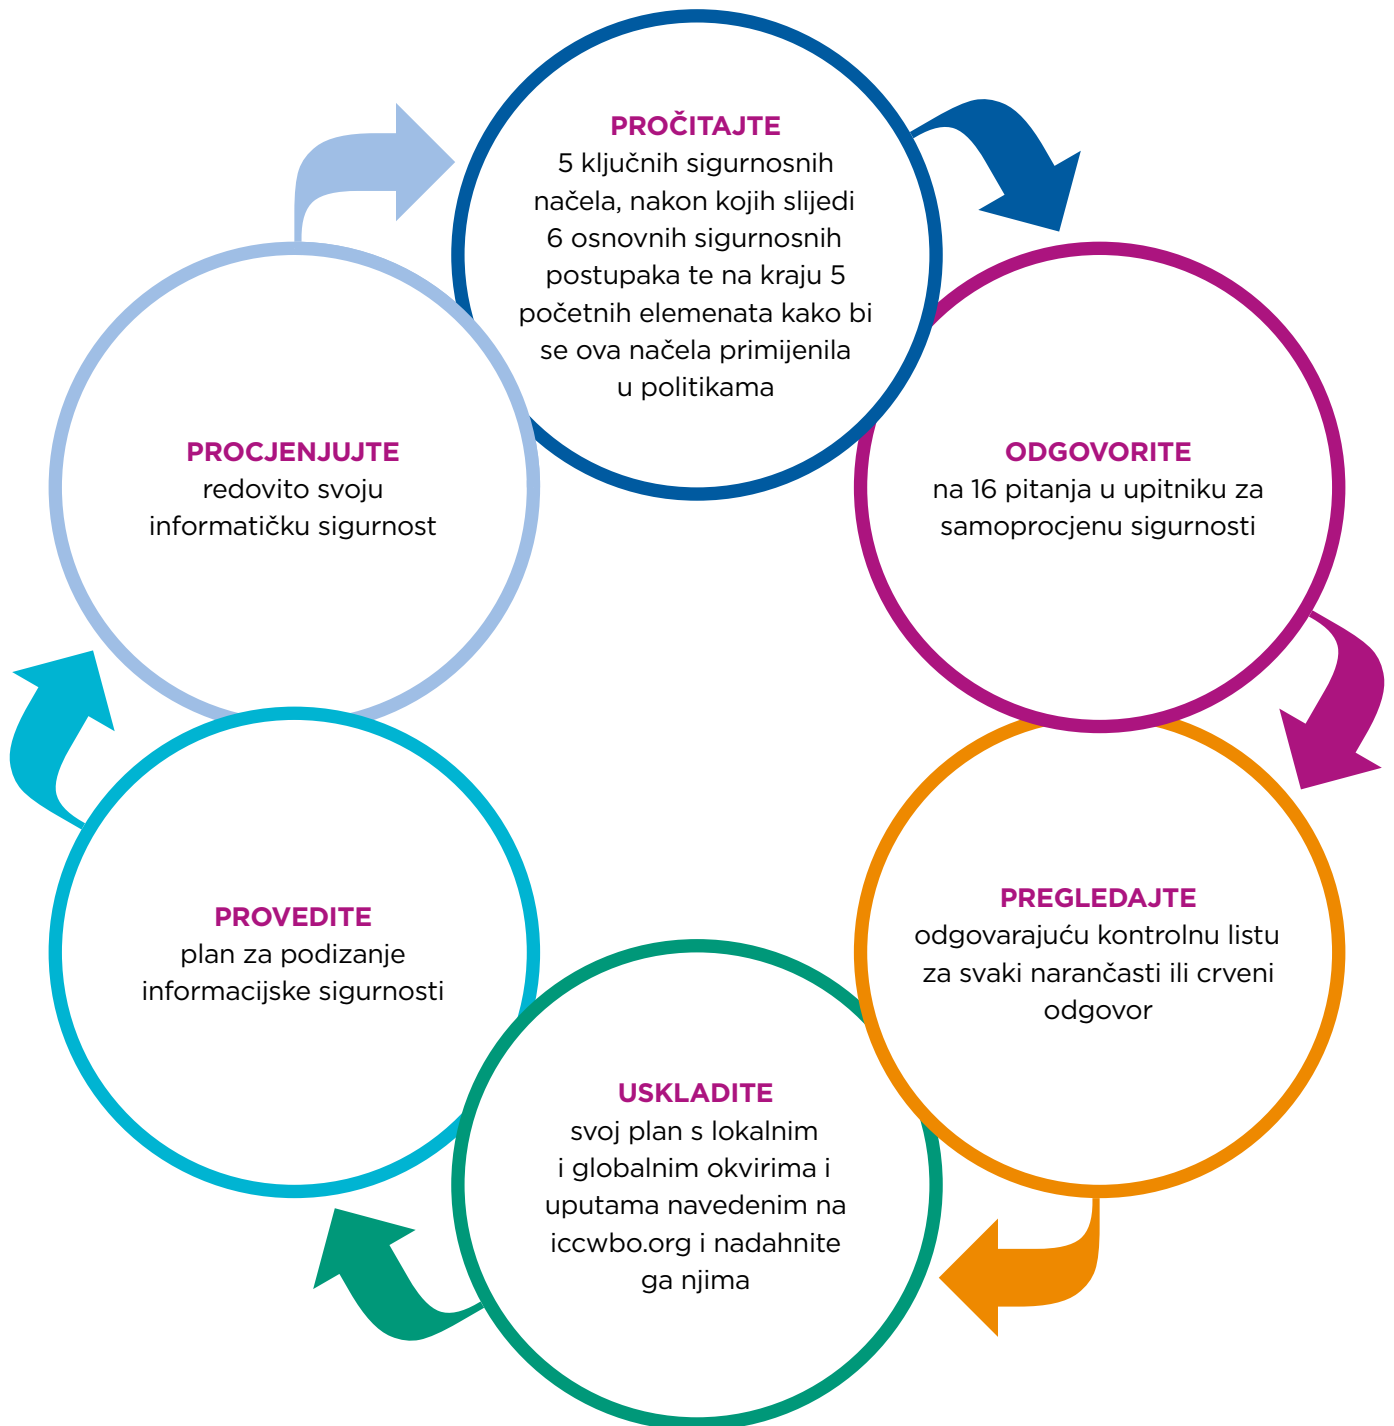 PROČITAJTE
5 ključnih sigurnosnih
načela, nakon kojih slijedi
6 osnovnih sigurnosnih
postupaka te na kraju 5
početnih elemenata kako bi
se ova načela primijenila
u politikama
ODGOVORITE
na 16 pitanja u upitniku za
samoprocjenu sigurnosti
PREGLEDAJTE
odgovarajuću kontrolnu listu
za svaki narančasti ili crveni
odgovor
USKLADITE
svoj plan s lokalnim
i globalnim okvirima i
uputama navedenim na
iccwbo.org i nadahnite
ga njima
PROVEDITE
plan za podizanje
informacijske sigurnosti
PROCJENJUJTE
redovito svoju
informatičku sigurnost